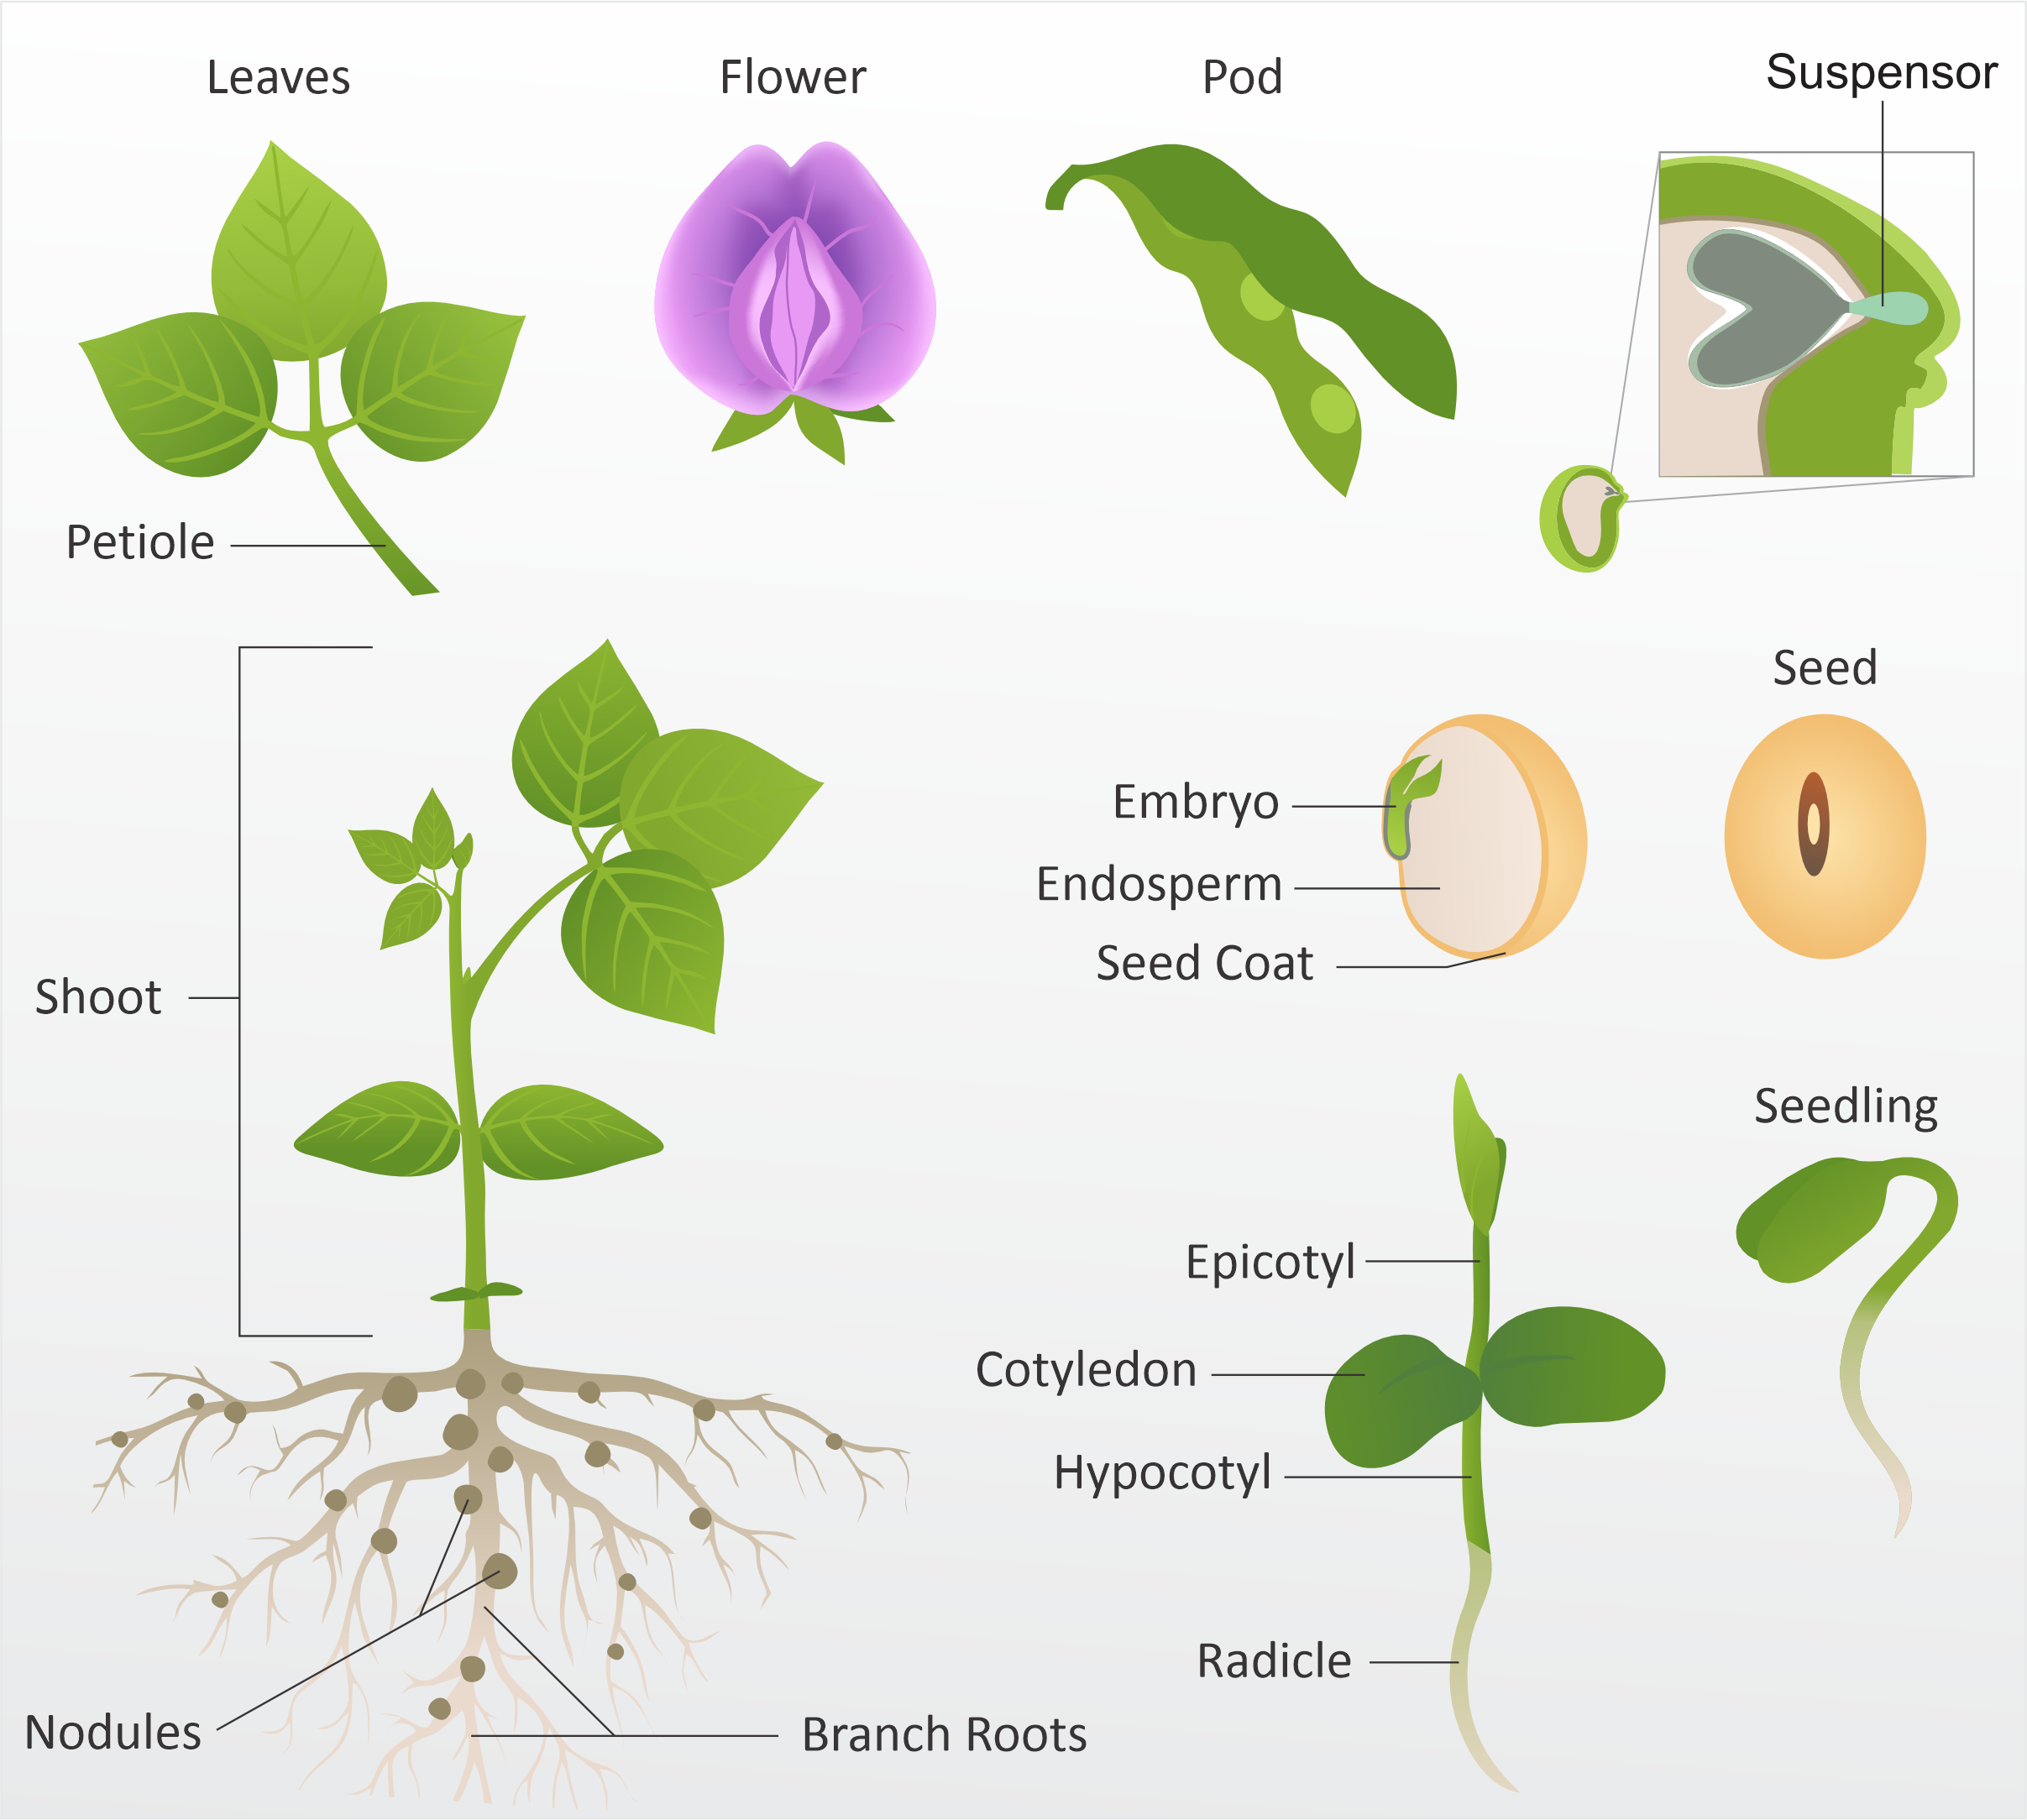 Leaves
Flower
Pod
Suspensor
Petiole
Seed
Embryo
Endosperm
Seed Coat
Shoot
Seedling
Epicotyl
Cotyledon
Hypocotyl
Radicle
Nodules
Branch Roots